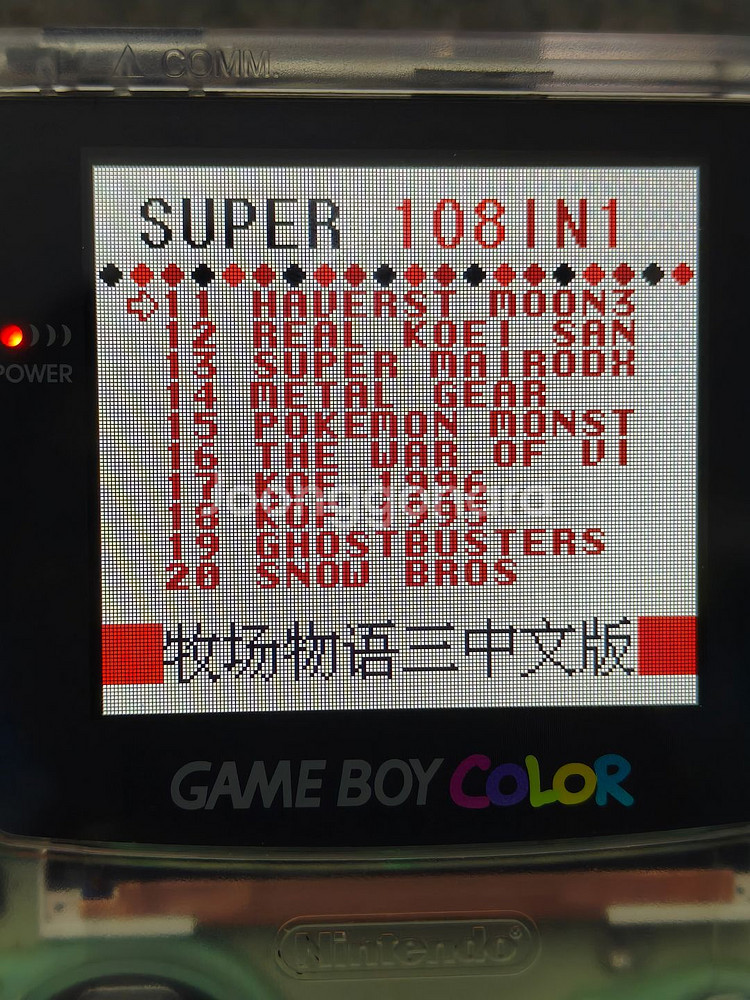 COMM.
SUPER 108IN1
11 HAVERST MOON3
12 REAL KOEI SAN
13 SUPER MAIRODX
14 METAL GEAR
15 POKEMON MONST
16 THE WAR OF DI
17 KOF 1996
18 KOF 1995
19 GHOSTBUSTERS
20 SNOW BROS
牧场物语三中文版
POWER
GAME BOY COLOR
Nintendo®